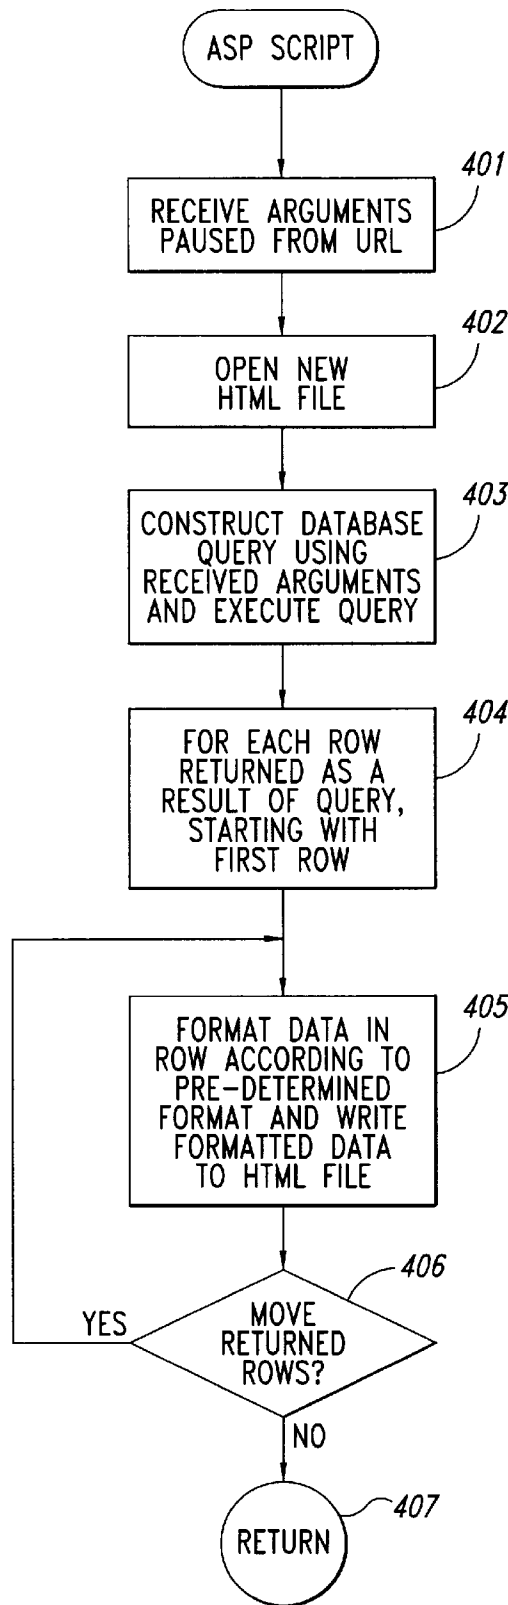 ASP SCRIPT
401
RECEIVE ARGUMENTS
PAUSED FROM URL
402
OPEN NEW
HTML FILE
403
CONSTRUCT DATABASE
QUERY USING
RECEIVED ARGUMENTS
AND EXECUTE QUERY
404
FOR EACH ROW
RETURNED AS A
RESULT OF QUERY,
STARTING WITH
FIRST ROW
405
FORMAT DATA IN
ROW ACCORDING TO
PRE-DETERMINED
FORMAT AND WRITE
FORMATTED DATA
TO HTML FILE
406
YES
MOVE
RETURNED
ROWS?
NO
407
RETURN